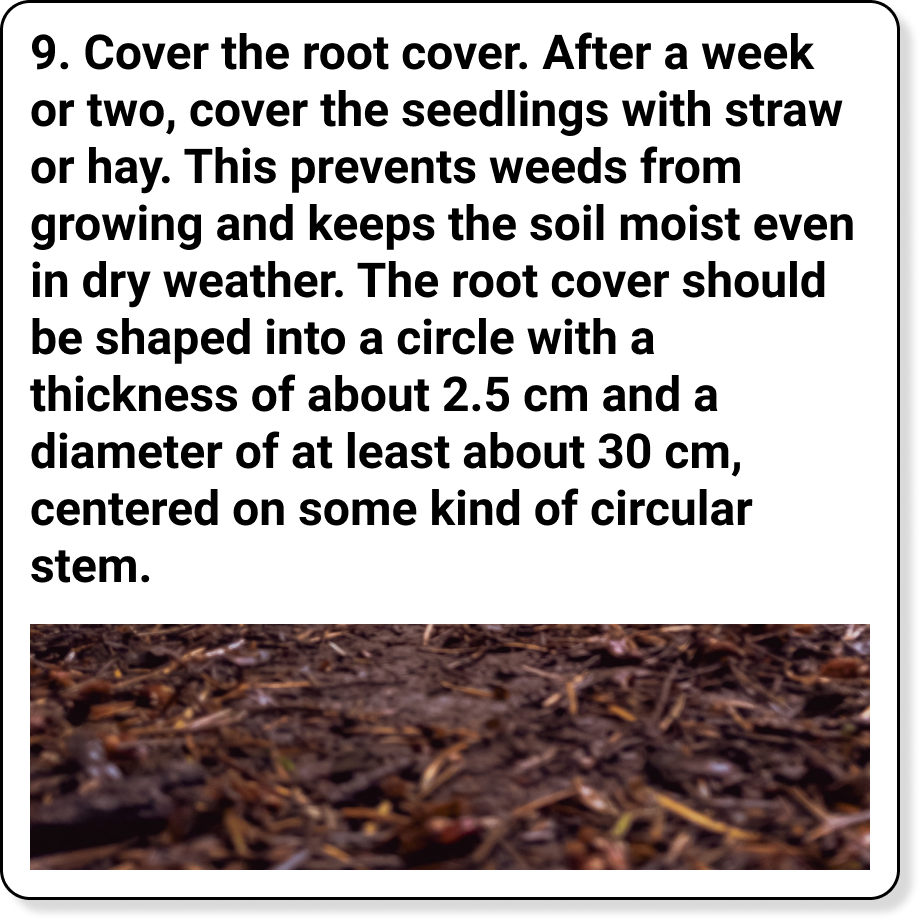 9. Cover the root cover. After a week
or two, cover the seedlings with straw
or hay. This prevents weeds from
growing and keeps the soil moist even
in dry weather. The root cover should
be shaped into a circle with a
thickness of about 2.5 cm and a
diameter of at least about 30 cm,
centered on some kind of circular
stem.